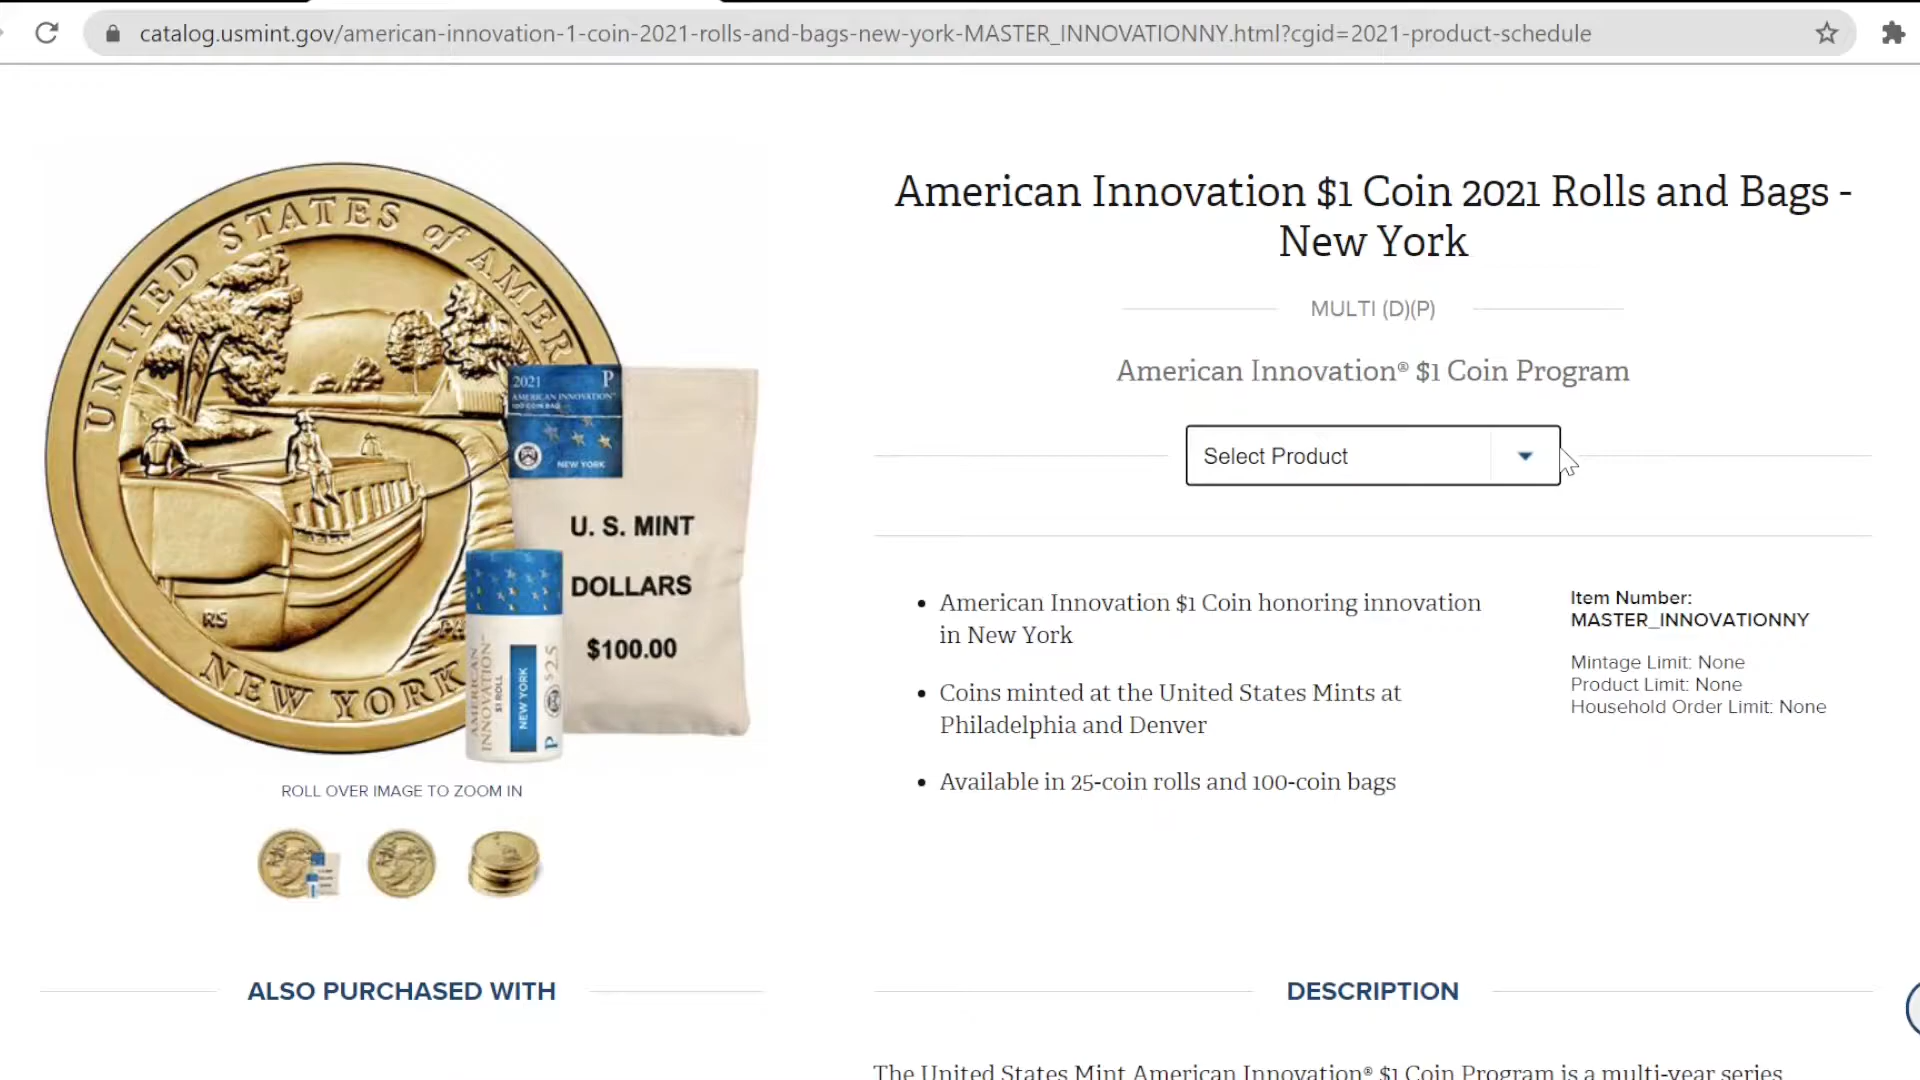 catalog.usmint.gov/american-innovation-1-coin-2021-rolls-and-bags-new-york-MASTER_INNOVATIONNY.html?cgid=2021-product-schedule
UNITED STATES of AMER
RS
NEW YORK
2021 P
AMERICAN INNOVATION™
100 COIN BAG
NEW YORK
U. S. MINT
DOLLARS
$100.00
AMERICAN
INNOVATION™
$1 ROLL
NEW YORK
$25
P
ROLL OVER IMAGE TO ZOOM IN
American Innovation $1 Coin 2021 Rolls and Bags -
New York
MULTI (D)(P)
American Innovation® $1 Coin Program
Select Product
• American Innovation $1 Coin honoring innovation
in New York
• Coins minted at the United States Mints at
Philadelphia and Denver
• Available in 25-coin rolls and 100-coin bags
Item Number:
MASTER_INNOVATIONNY
Mintage Limit: None
Product Limit: None
Household Order Limit: None
ALSO PURCHASED WITH
DESCRIPTION
The United States Mint American Innovation® $1 Coin Program is a multi-year series